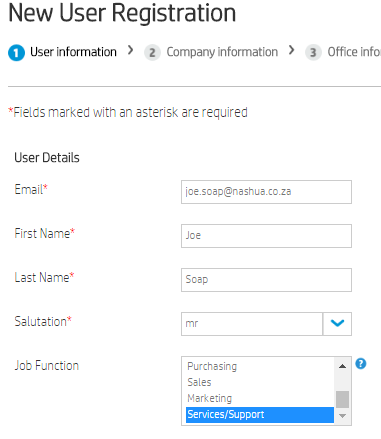 New User Registration
1 User information > 2 Company information > 3 Office info
*Fields marked with an asterisk are required
User Details
Email* joe.soap@nashua.co.za
First Name* Joe
Last Name* Soap
Salutation* mr
Job Function Purchasing ?
Sales
Marketing
Services/Support